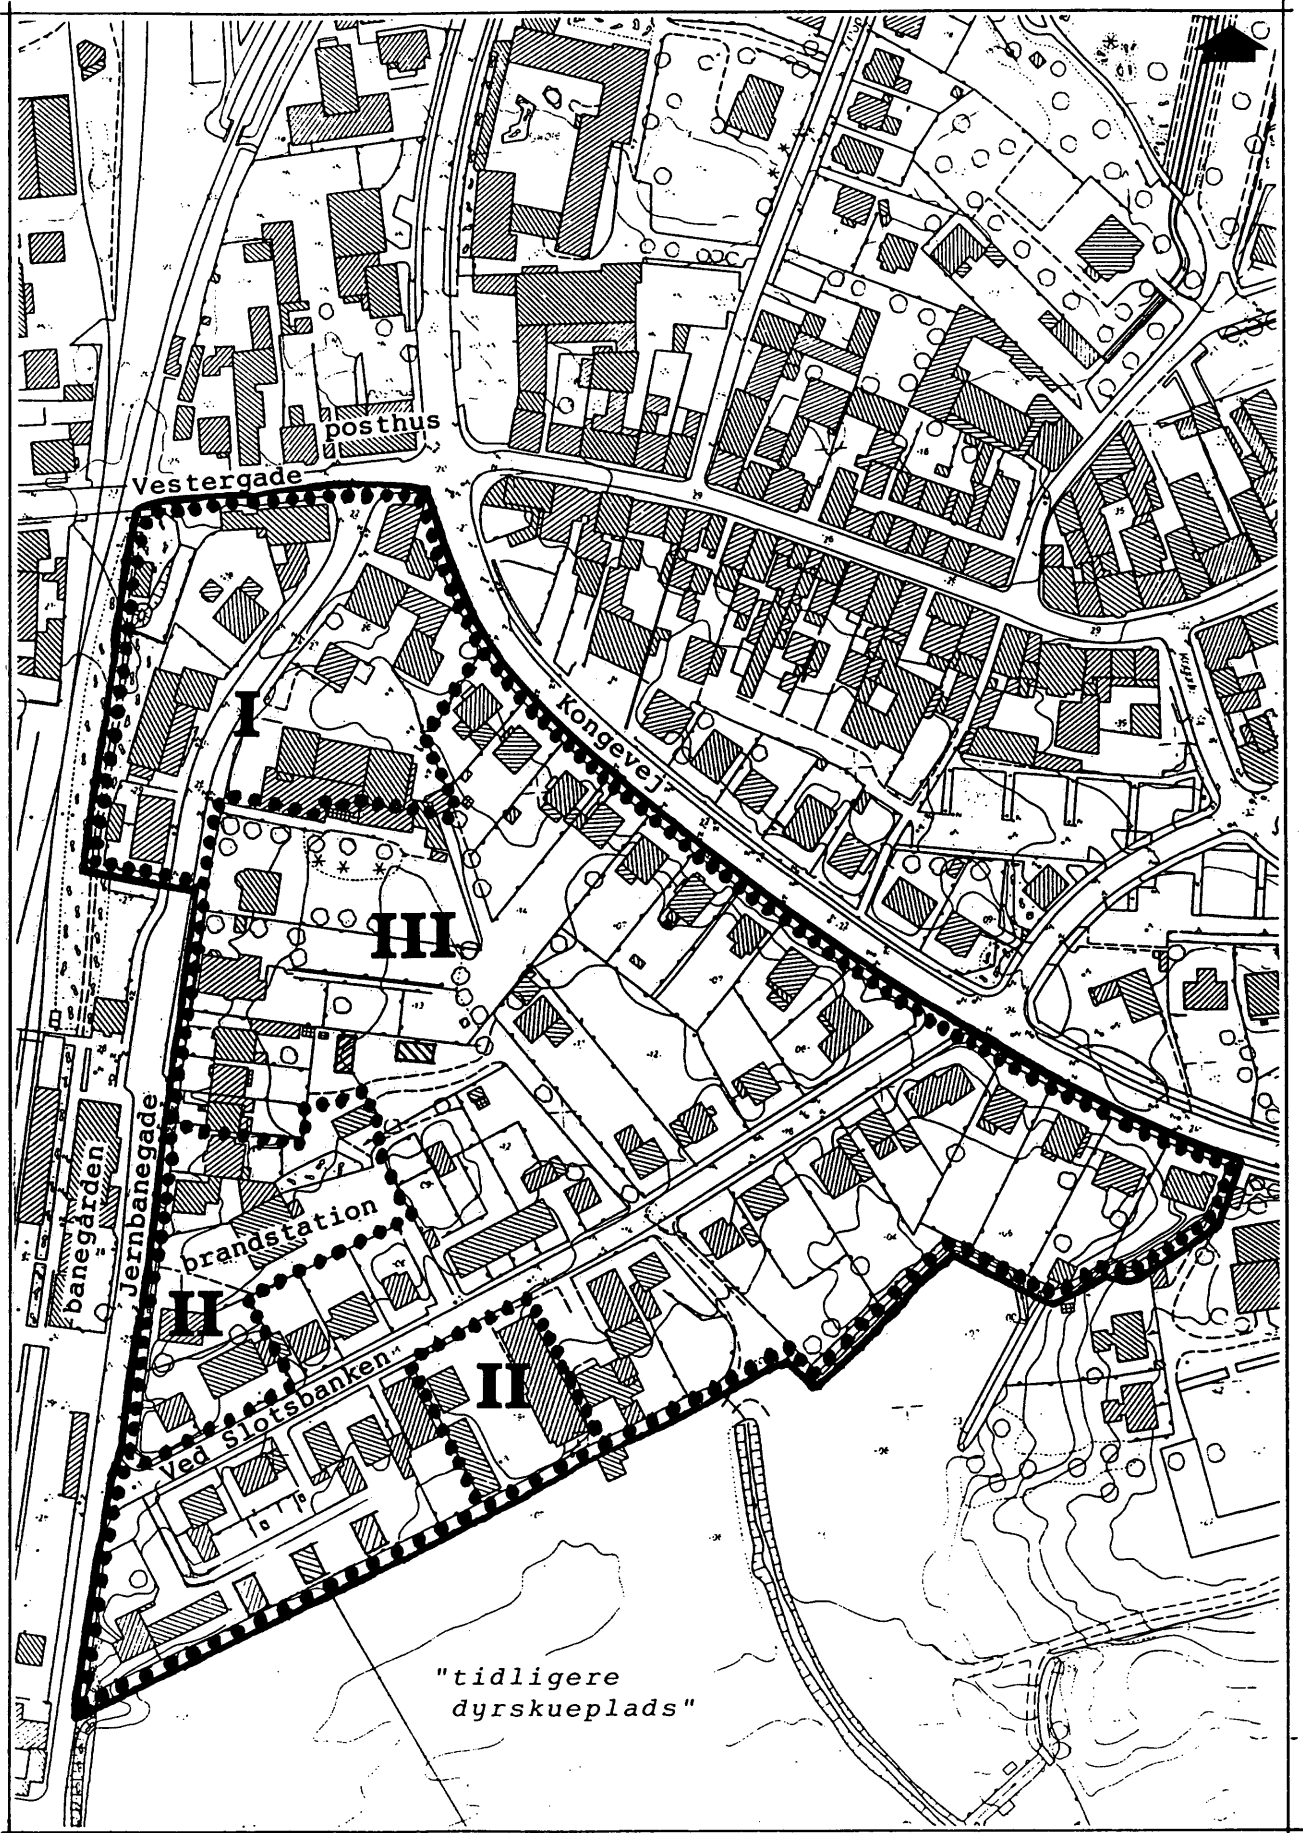 posthus
Vestergade
I
Kongevej
III
Jernbanegade
banegården
brandstation
II
Ved Slotsbanken
II
"tidligere
dyrskueplads"